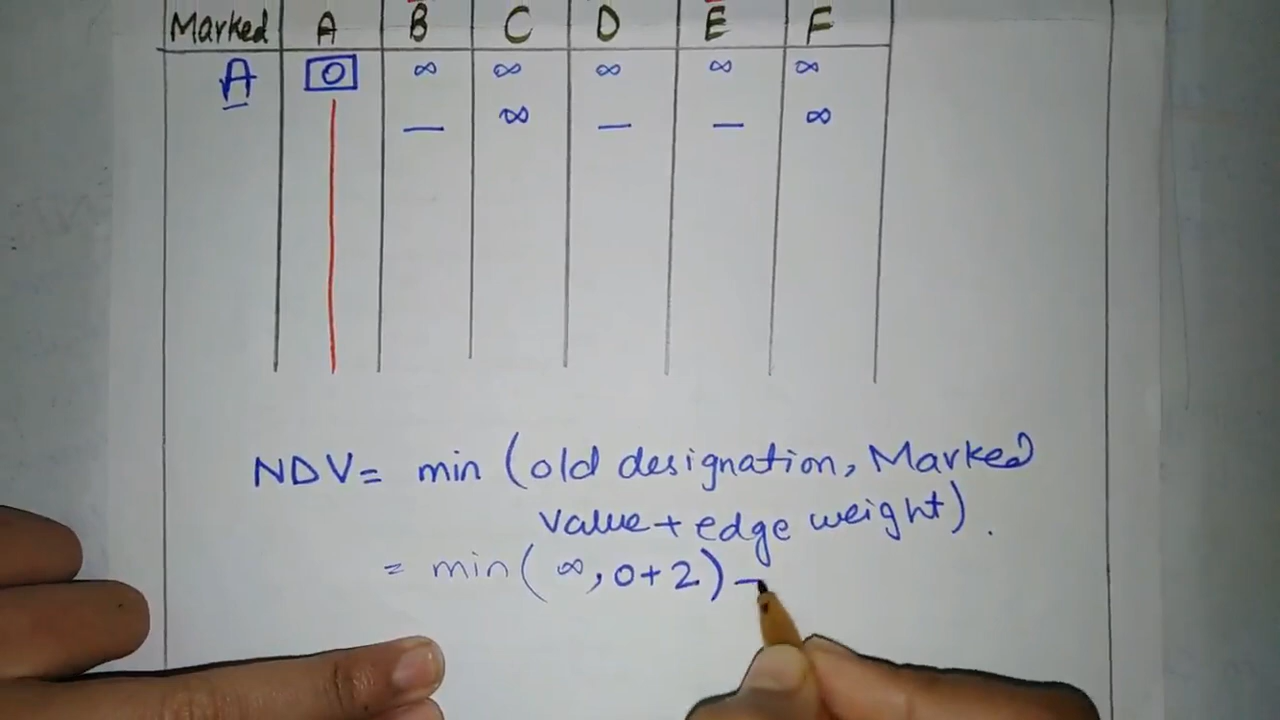 Marked A B C D E F
A 0 ∞ ∞ ∞ ∞ ∞
— ∞ — — ∞
NDV = min (old designation, Marked
value + edge weight).
= min ( ∞, 0 + 2 ) –